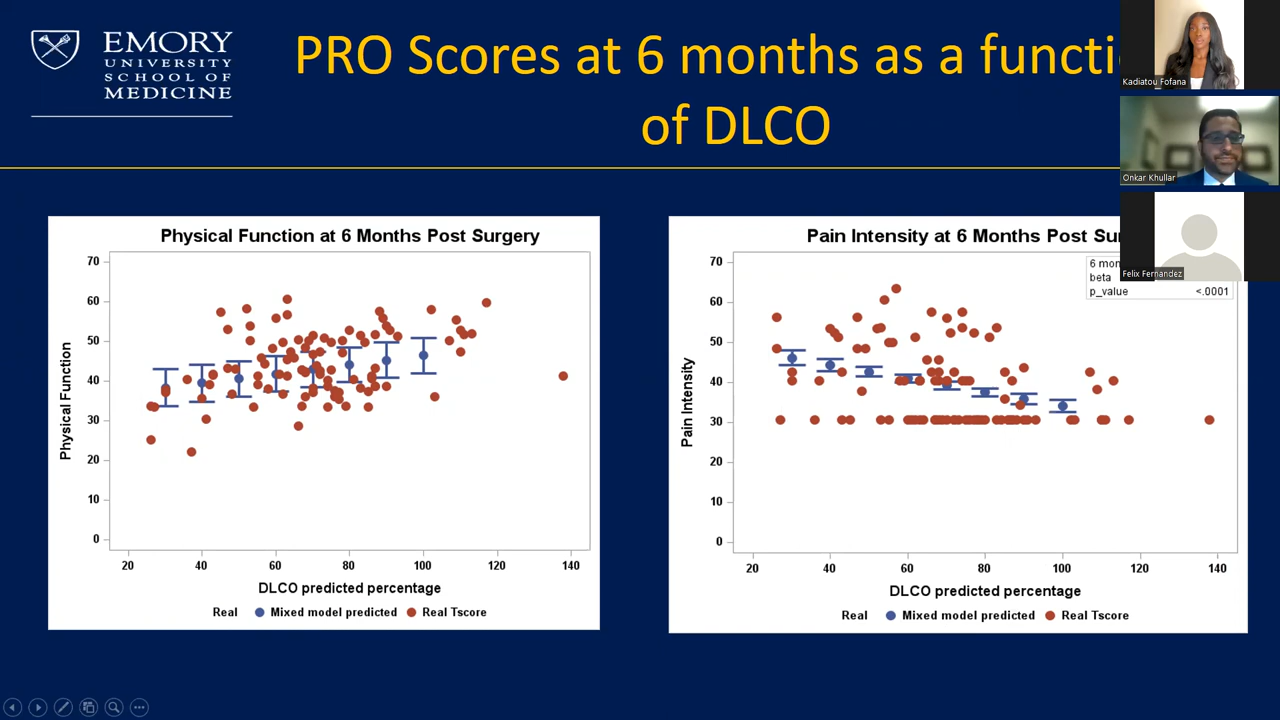 EMORY
UNIVERSITY
SCHOOL OF
MEDICINE
PRO Scores at 6 months as a functi
of DLCO
Kadiatou Fofana
Onkar Khullar
Felix Fernandez
Physical Function at 6 Months Post Surgery
Physical Function
70
60
50
40
30
20
10
0
20 40 60 80 100 120 140
DLCO predicted percentage
Real Mixed model predicted Real Tscore
Pain Intensity at 6 Months Post Sur
6 mon
beta
p_value <.0001
Pain Intensity
70
60
50
40
30
20
10
0
20 40 60 80 100 120 140
DLCO predicted percentage
Real Mixed model predicted Real Tscore